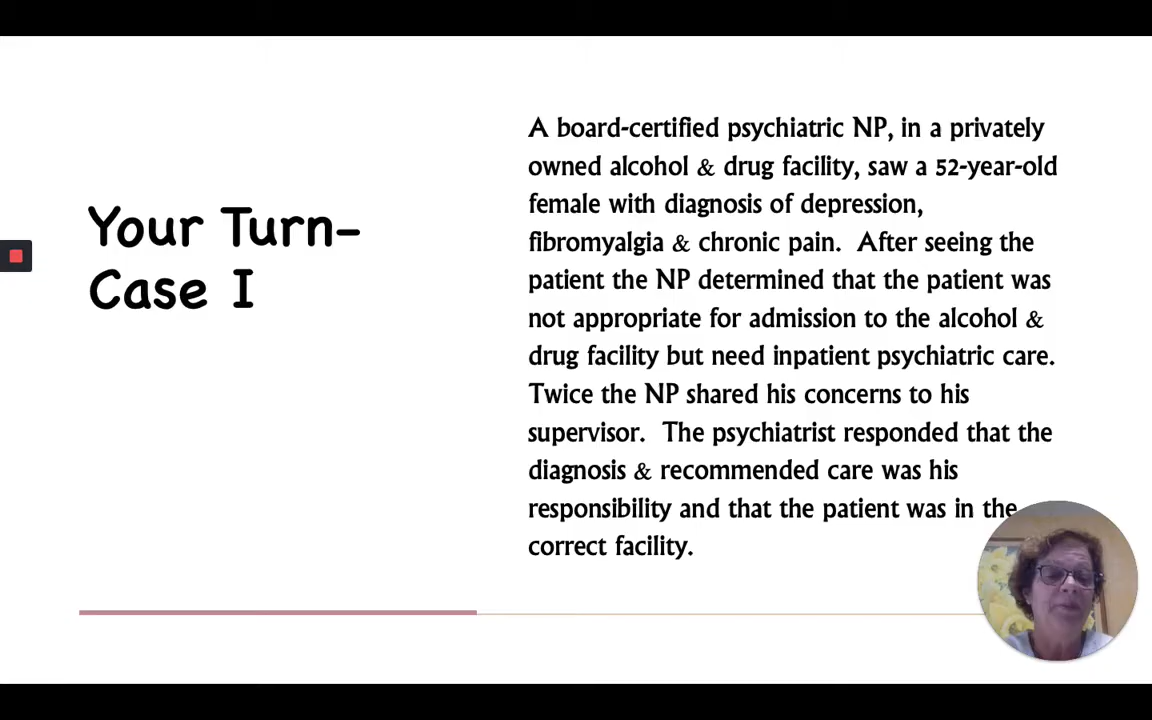 Your Turn-
Case I
A board-certified psychiatric NP, in a privately
owned alcohol & drug facility, saw a 52-year-old
female with diagnosis of depression,
fibromyalgia & chronic pain.  After seeing the
patient the NP determined that the patient was
not appropriate for admission to the alcohol &
drug facility but need inpatient psychiatric care.
Twice the NP shared his concerns to his
supervisor.  The psychiatrist responded that the
diagnosis & recommended care was his
responsibility and that the patient was in the
correct facility.